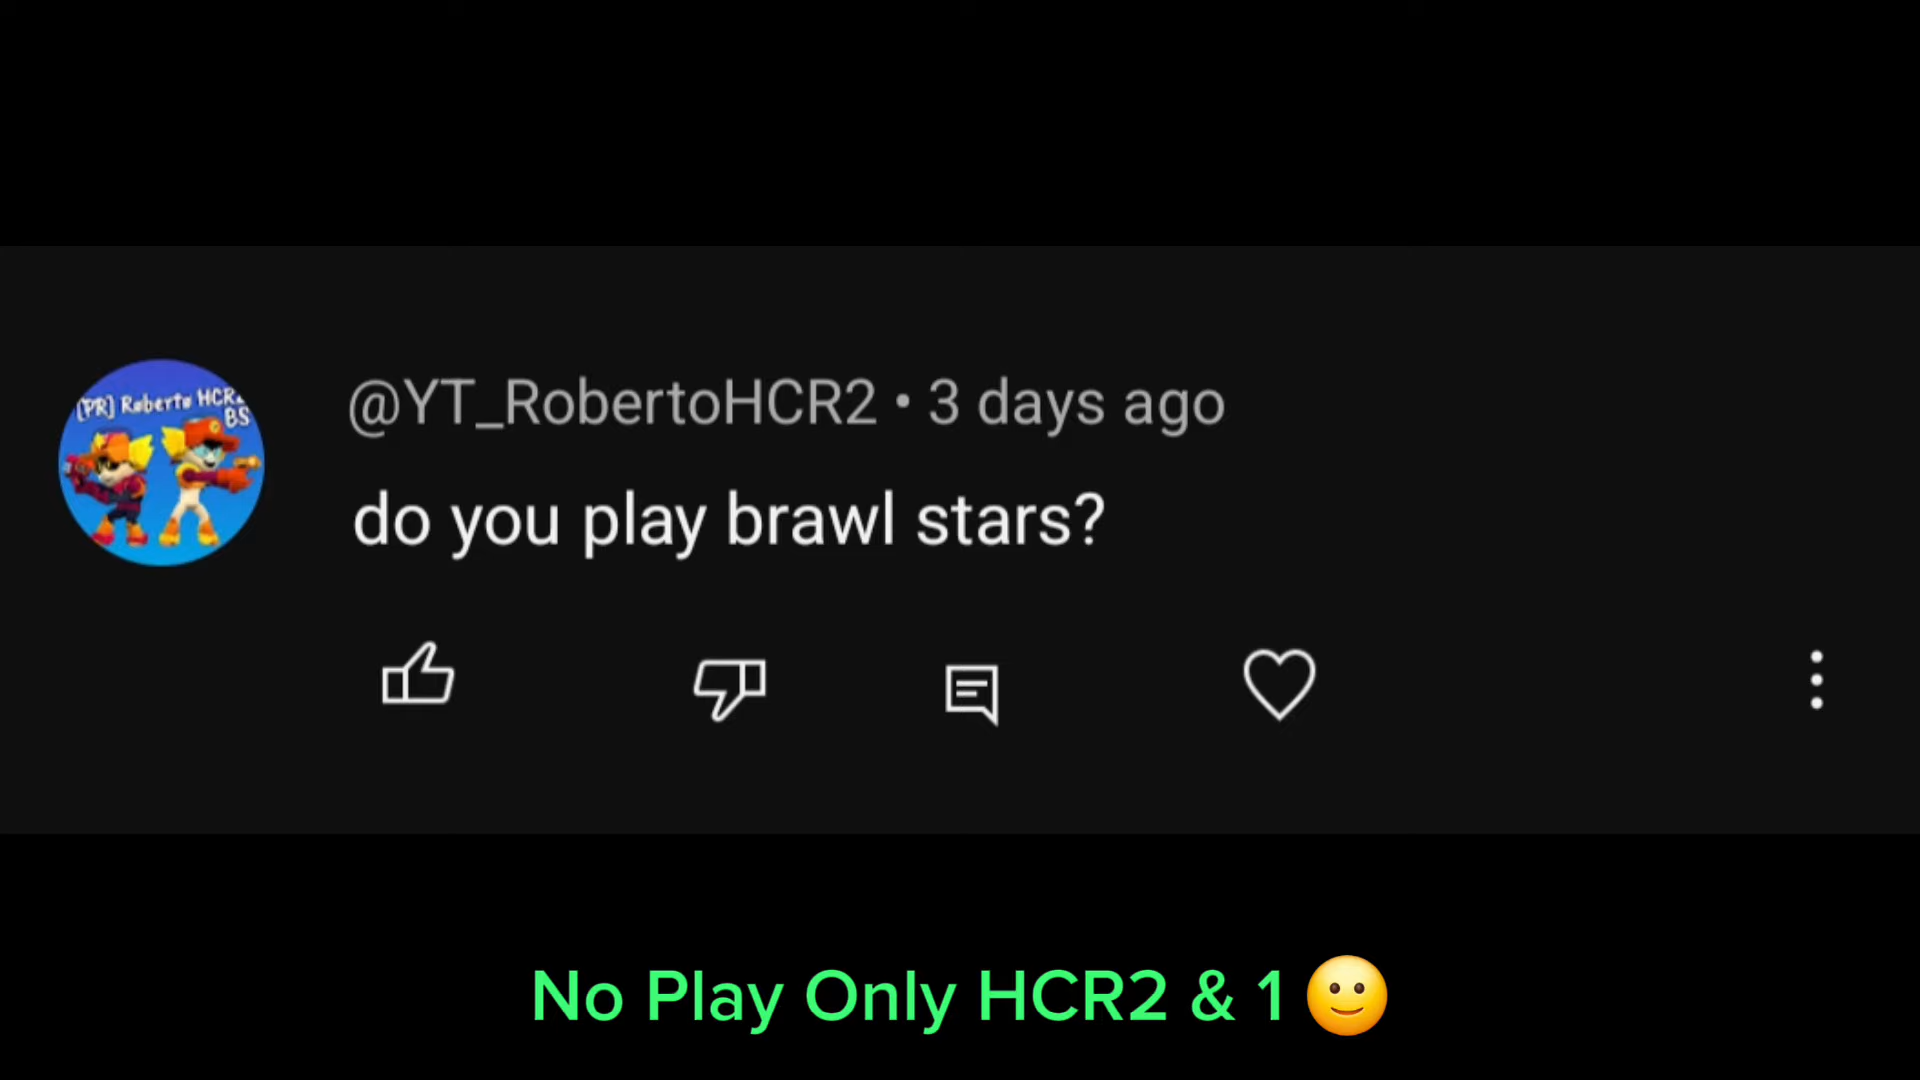 [PR] Roberto HCR2
BS
@YT_RobertoHCR2 • 3 days ago
do you play brawl stars?
No Play Only HCR2 & 1 🙂